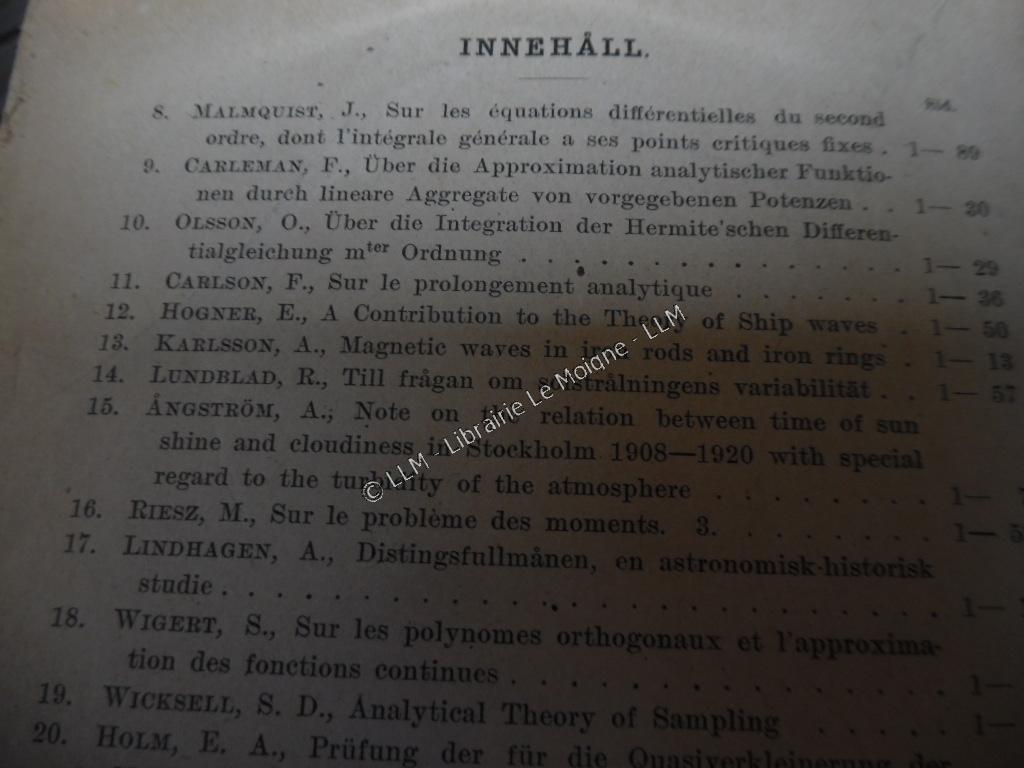 INNEHÅLL.
Sid.
8. MALMQUIST, J., Sur les équations différentielles du second
ordre, dont l'intégrale générale a ses points critiques fixes . 1— 89
9. CARLEMAN, F., Über die Approximation analytischer Funktio-
nen durch lineare Aggregate von vorgegebenen Potenzen . . 1— 30
10. OLSSON, O., Über die Integration der Hermite'schen Differen-
tialgleichung mter Ordnung . . . . . . . . . . . . . . 1— 29
11. CARLSON, F., Sur le prolongement analytique . . . . . . . 1— 36
12. HOGNER, E., A Contribution to the Theory of Ship waves . 1— 50
13. KARLSSON, A., Magnetic waves in iron rods and iron rings . 1— 13
14. LUNDBLAD, R., Till frågan om solstrålningens variabilität . . 1— 57
15. ÅNGSTRÖM, A., Note on the relation between time of sun
shine and cloudiness in Stockholm 1908—1920 with special
regard to the turbidity of the atmosphere . . . . . . . . 1—
16. RIESZ, M., Sur le problème des moments. 3. . . . . . . . 1— 5
17. LINDHAGEN, A., Distingsfullmånen, en astronomisk-historisk
studie . . . . . . . . . . . . . . . . . . . . . . 1—
18. WIGERT, S., Sur les polynomes orthogonaux et l'approxima-
tion des fonctions continues . . . . . . . . . . . . . . 1—
19. WICKSELL, S. D., Analytical Theory of Sampling . . . . . 1—
20. HOLM, E. A., Prüfung der für die Quasiverkleinerung der
© LLM - Librairie Le Moigne - LLM